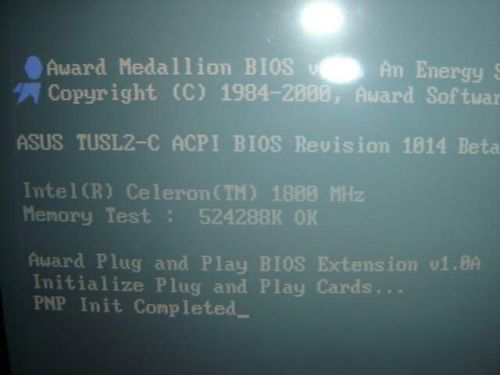 Award Medallion BIOS An Energy
Copyright (C) 1984-2000, Award Softwar
ASUS TUSL2-C ACPI BIOS Revision 1014 Beta
Intel(R) Celeron(TM) 1800 MHz
Memory Test : 524288K OK
Award Plug and Play BIOS Extension v1.0A
Initialize Plug and Play Cards...
PNP Init Completed_